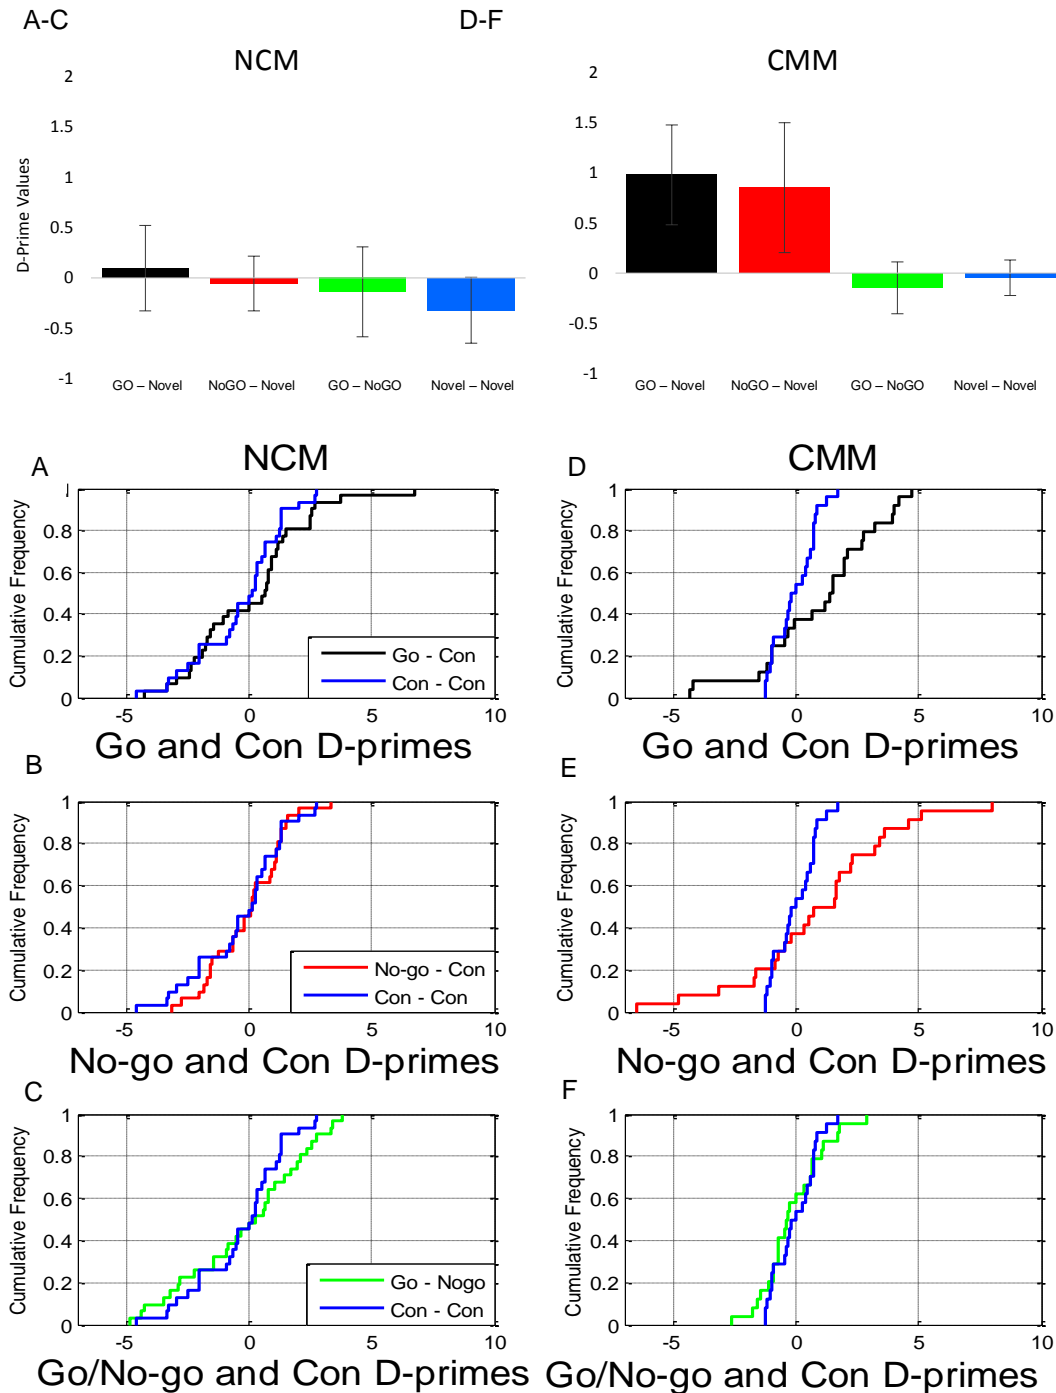 A-C
D-F
NCM
CMM
2
1.5
1
0.5
0
-0.5
-1
D-Prime Values
GO – Novel
NoGO – Novel
GO – NoGO
Novel – Novel
2
1.5
1
0.5
0
-0.5
-1
GO – Novel
NoGO – Novel
GO – NoGO
Novel – Novel
A
NCM
Cumulative Frequency
1
0.8
0.6
0.4
0.2
0
-5
0
5
10
Go - Con
Con - Con
Go and Con D-primes
D
CMM
Cumulative Frequency
1
0.8
0.6
0.4
0.2
0
-5
0
5
10
Go and Con D-primes
B
Cumulative Frequency
1
0.8
0.6
0.4
0.2
0
-5
0
5
10
No-go - Con
Con - Con
No-go and Con D-primes
E
Cumulative Frequency
1
0.8
0.6
0.4
0.2
0
-5
0
5
10
No-go and Con D-primes
C
Cumulative Frequency
1
0.8
0.6
0.4
0.2
0
-5
0
5
10
Go - Nogo
Con - Con
Go/No-go and Con D-primes
F
Cumulative Frequency
1
0.8
0.6
0.4
0.2
0
-5
0
5
10
Go/No-go and Con D-primes